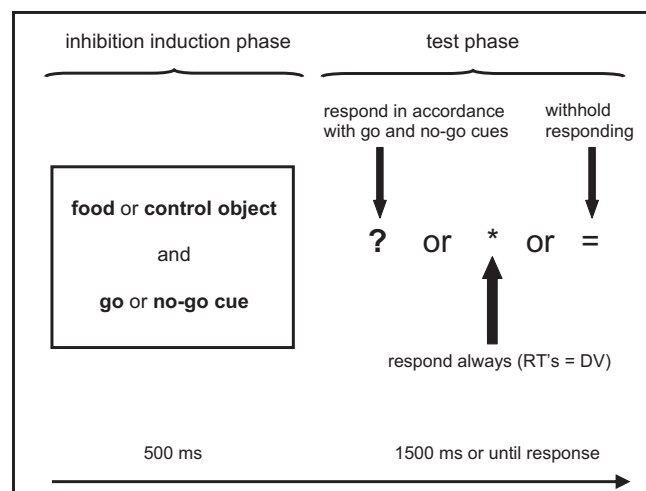 inhibition induction phase
test phase
respond in accordance
with go and no-go cues
withhold
responding
food or control object
and
go or no-go cue
? or * or =
respond always (RT's = DV)
500 ms
1500 ms or until response